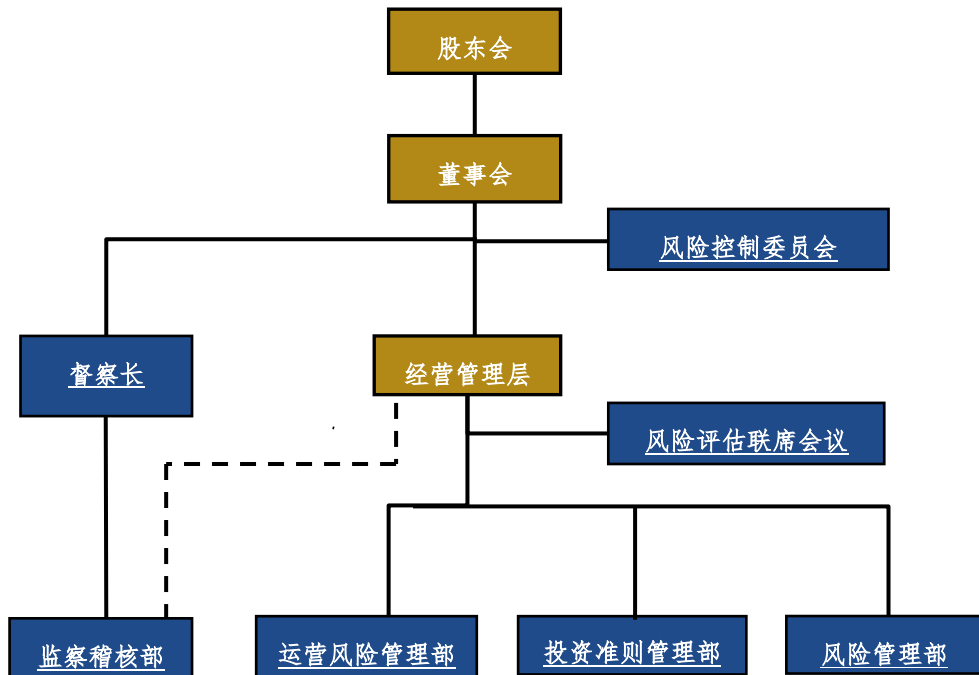 股东会
董事会
风险控制委员会
督察长
经营管理层
风险评估联席会议
监察稽核部
运营风险管理部
投资准则管理部
风险管理部